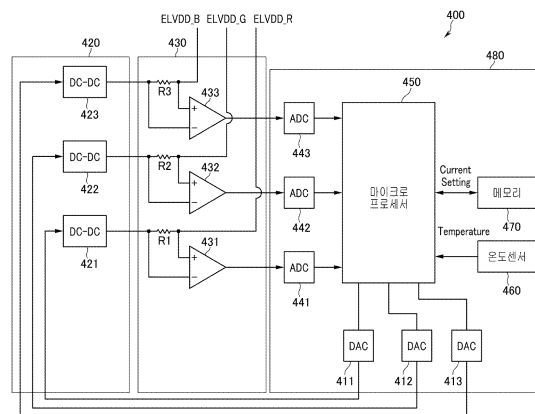 ELVDD_B ELVDD_G ELVDD_R
400
420
430
480
DC-DC
423
R3
433
+
−
ADC
443
450
마이크로
프로세서
DC-DC
422
R2
432
+
−
ADC
442
Current
Setting
메모리
470
DC-DC
421
R1
431
+
−
ADC
441
Temperature
온도센서
460
DAC
411
DAC
412
DAC
413